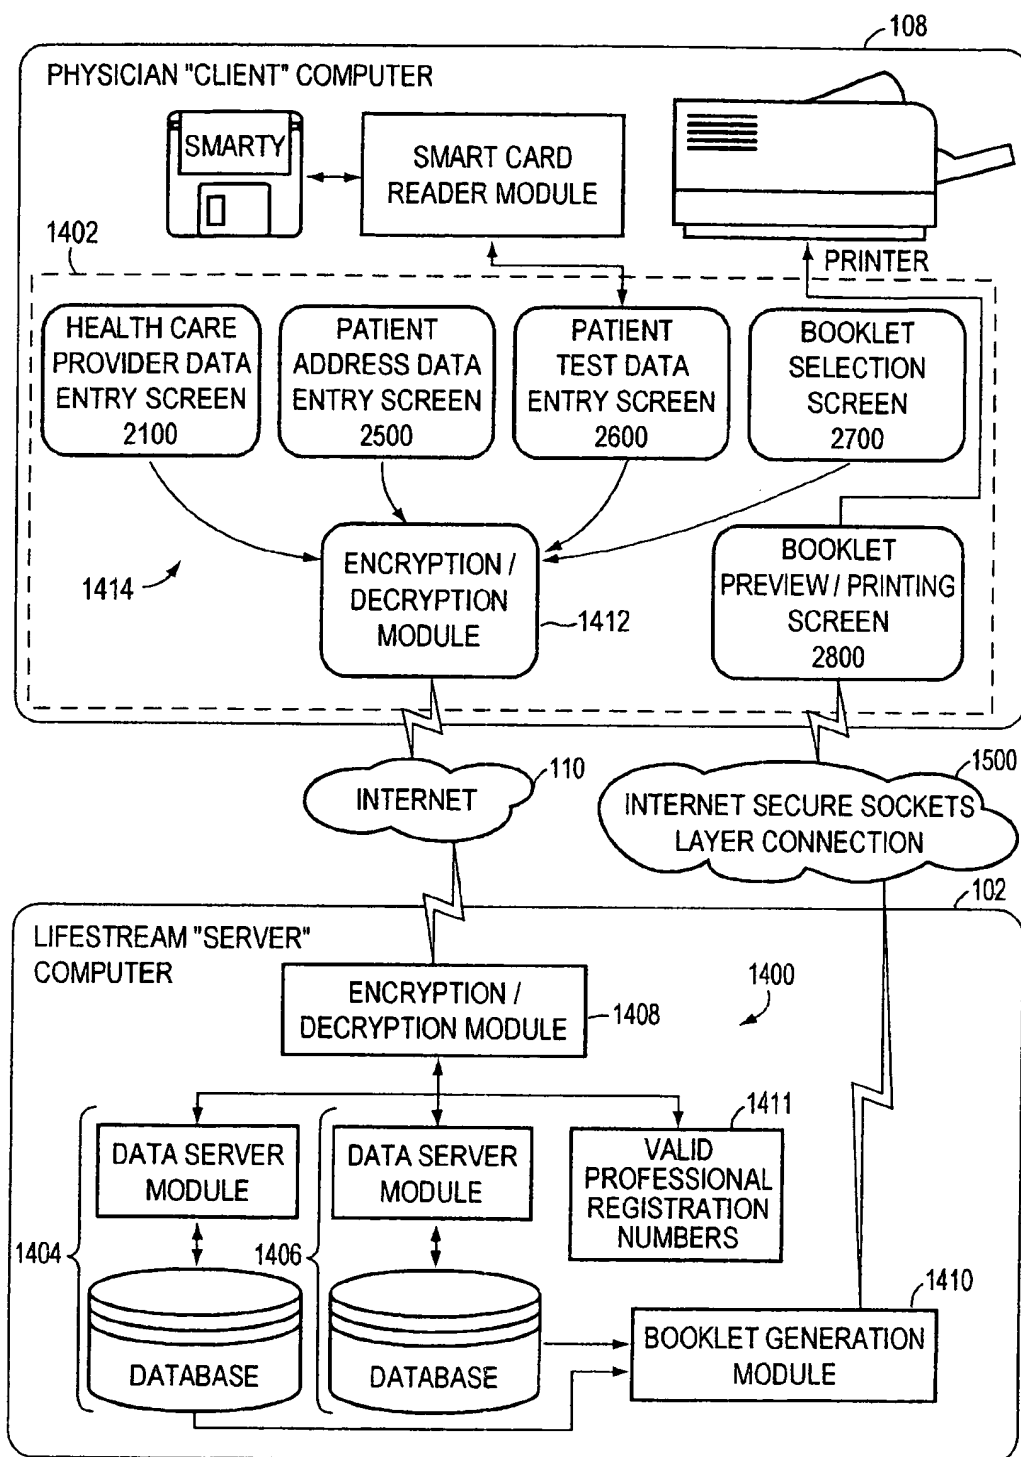 108
PHYSICIAN "CLIENT" COMPUTER
SMARTY
SMART CARD
READER MODULE
PRINTER
1402
HEALTH CARE
PROVIDER DATA
ENTRY SCREEN
2100
PATIENT
ADDRESS DATA
ENTRY SCREEN
2500
PATIENT
TEST DATA
ENTRY SCREEN
2600
BOOKLET
SELECTION
SCREEN
2700
1414
ENCRYPTION /
DECRYPTION
MODULE
1412
BOOKLET
PREVIEW / PRINTING
SCREEN
2800
INTERNET
110
INTERNET SECURE SOCKETS
LAYER CONNECTION
1500
102
LIFESTREAM "SERVER"
COMPUTER
ENCRYPTION /
DECRYPTION MODULE
1408
1400
DATA SERVER
MODULE
DATA SERVER
MODULE
1411
VALID
PROFESSIONAL
REGISTRATION
NUMBERS
1404
1406
DATABASE
DATABASE
1410
BOOKLET GENERATION
MODULE